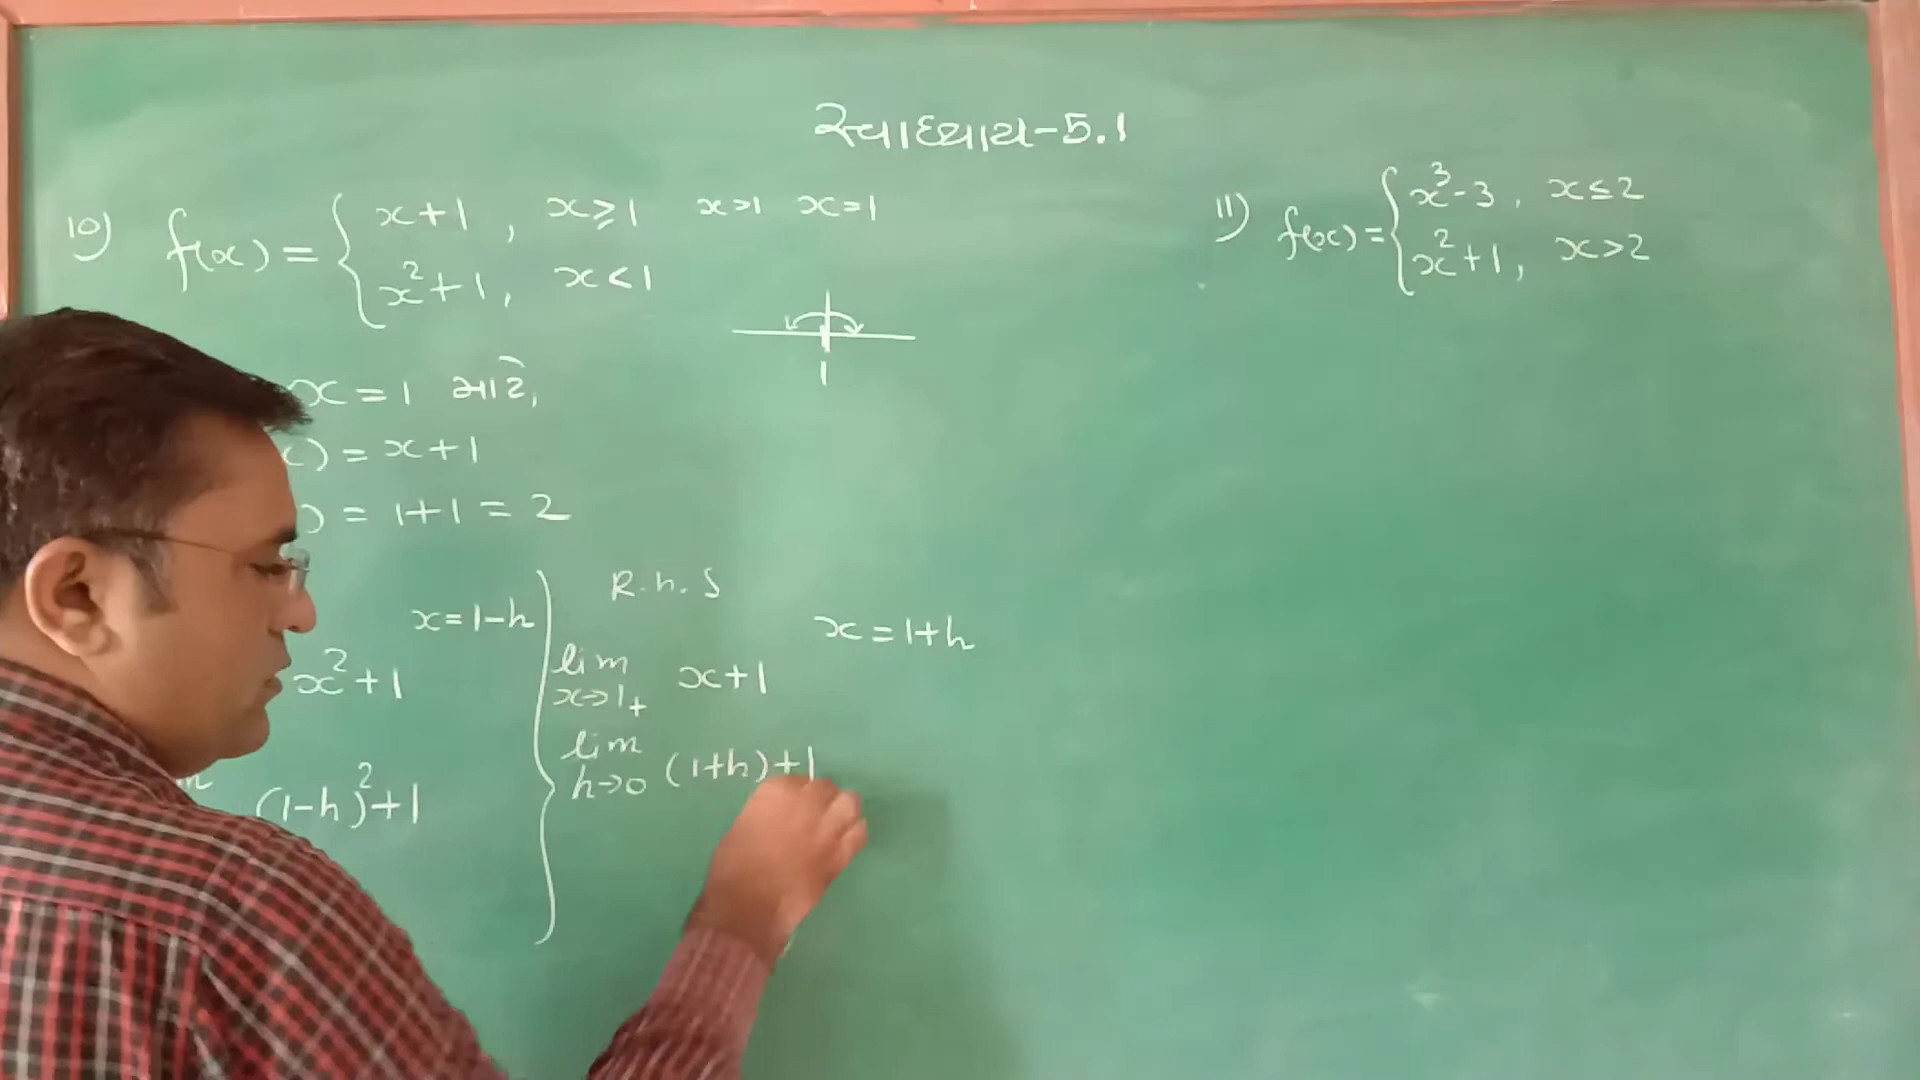 સ્વાધ્યાય-5.1
10) f(x) = { x+1 , x≥1 x>1 x=1
x²+1, x<1
1
x = 1 માટે,
) = x+1
) = 1+1 = 2
x=1-h
x²+1
(1-h)²+1
R.h.S
x=1+h
lim x→1+ x+1
lim h→0 (1+h)+1
11) f(x)= { x³-3, x≤2
x²+1, x>2